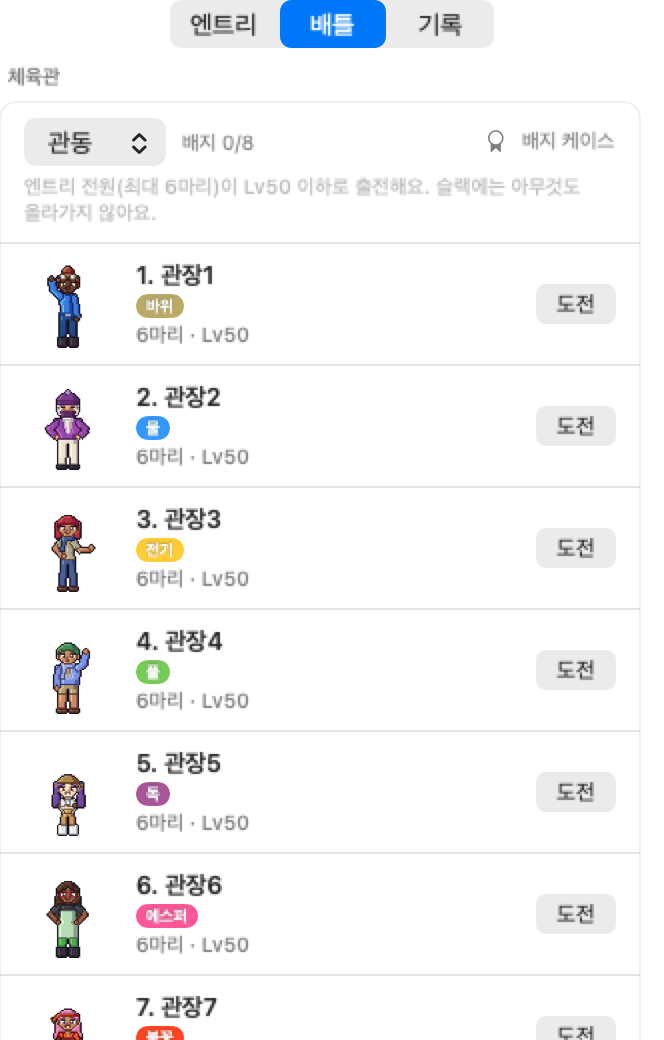 엔트리 배틀 기록
체육관
관동 배지 0/8 배지 케이스
엔트리 전원(최대 6마리)이 Lv50 이하로 출전해요. 슬랙에는 아무것도
올라가지 않아요.
1. 관장1
바위
6마리 · Lv50
도전
2. 관장2
물
6마리 · Lv50
도전
3. 관장3
전기
6마리 · Lv50
도전
4. 관장4
풀
6마리 · Lv50
도전
5. 관장5
독
6마리 · Lv50
도전
6. 관장6
에스퍼
6마리 · Lv50
도전
7. 관장7
불꽃
도전